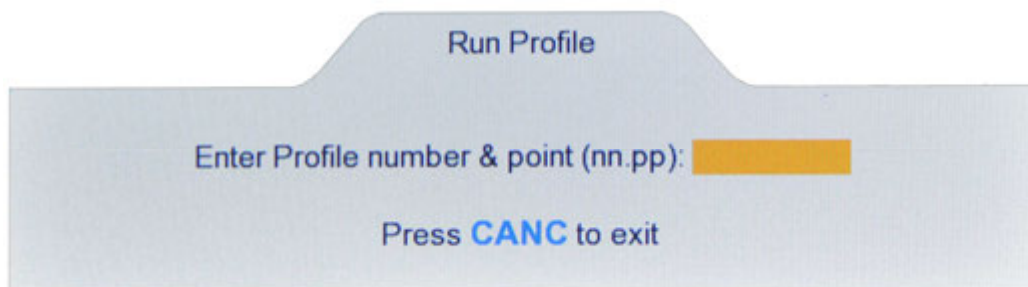 Run Profile
Enter Profile number & point (nn.pp):
Press CANC to exit